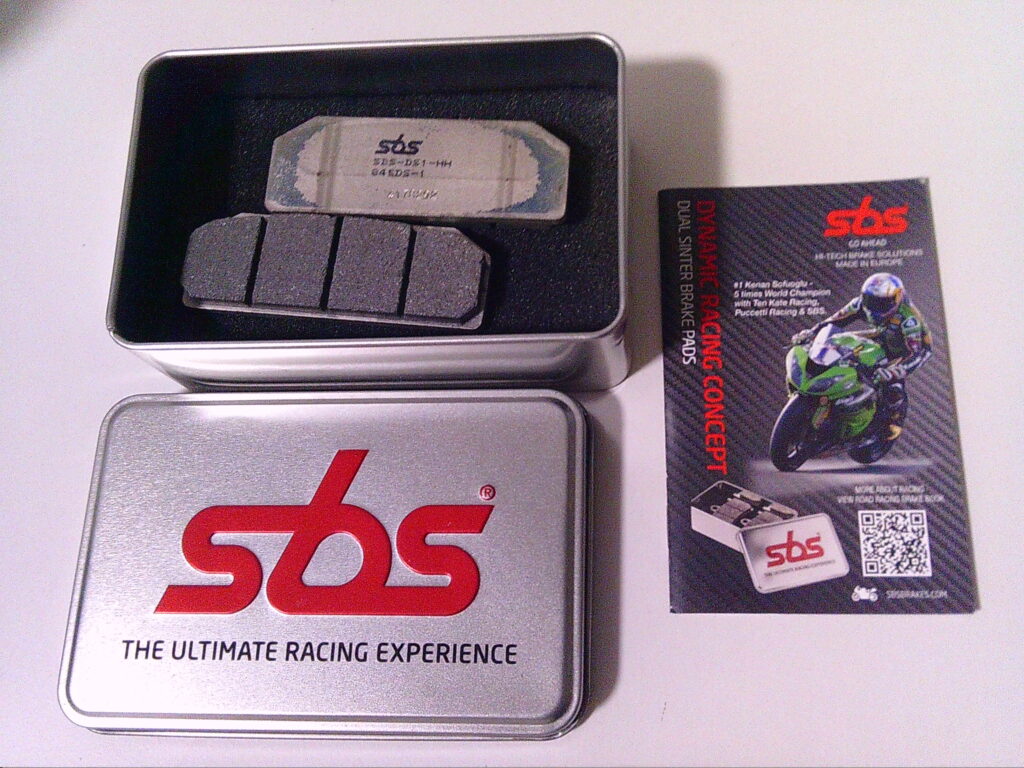 sbs
SBS-DS1-HH
841DS-1
sbs®
THE ULTIMATE RACING EXPERIENCE
DYNAMIC RACING CONCEPT
DUAL SINTER BRAKE PADS
sbs
GO AHEAD
HI-TECH BRAKE SOLUTIONS
MADE IN EUROPE
#1 Kenan Sofuoglu -
5 times World Champion
with Ten Kate Racing,
Puccetti Racing & SBS.
MORE ABOUT RACING
VIEW ROAD RACING BRAKE BOOK
sbs
THE ULTIMATE RACING EXPERIENCE
SBSBRAKES.COM